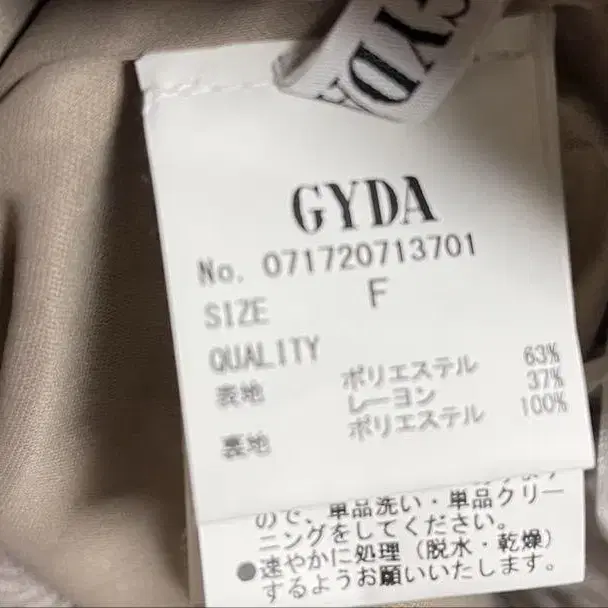 GYDA
GYDA
No. 071720713701
SIZE F
QUALITY
表地 ポリエステル 63%
レーヨン 37%
裏地 ポリエステル 100%
ので、単品洗い・単品クリー
ニングをしてください。
●速やかに処理（脱水・乾燥）
するようお願いいたします。